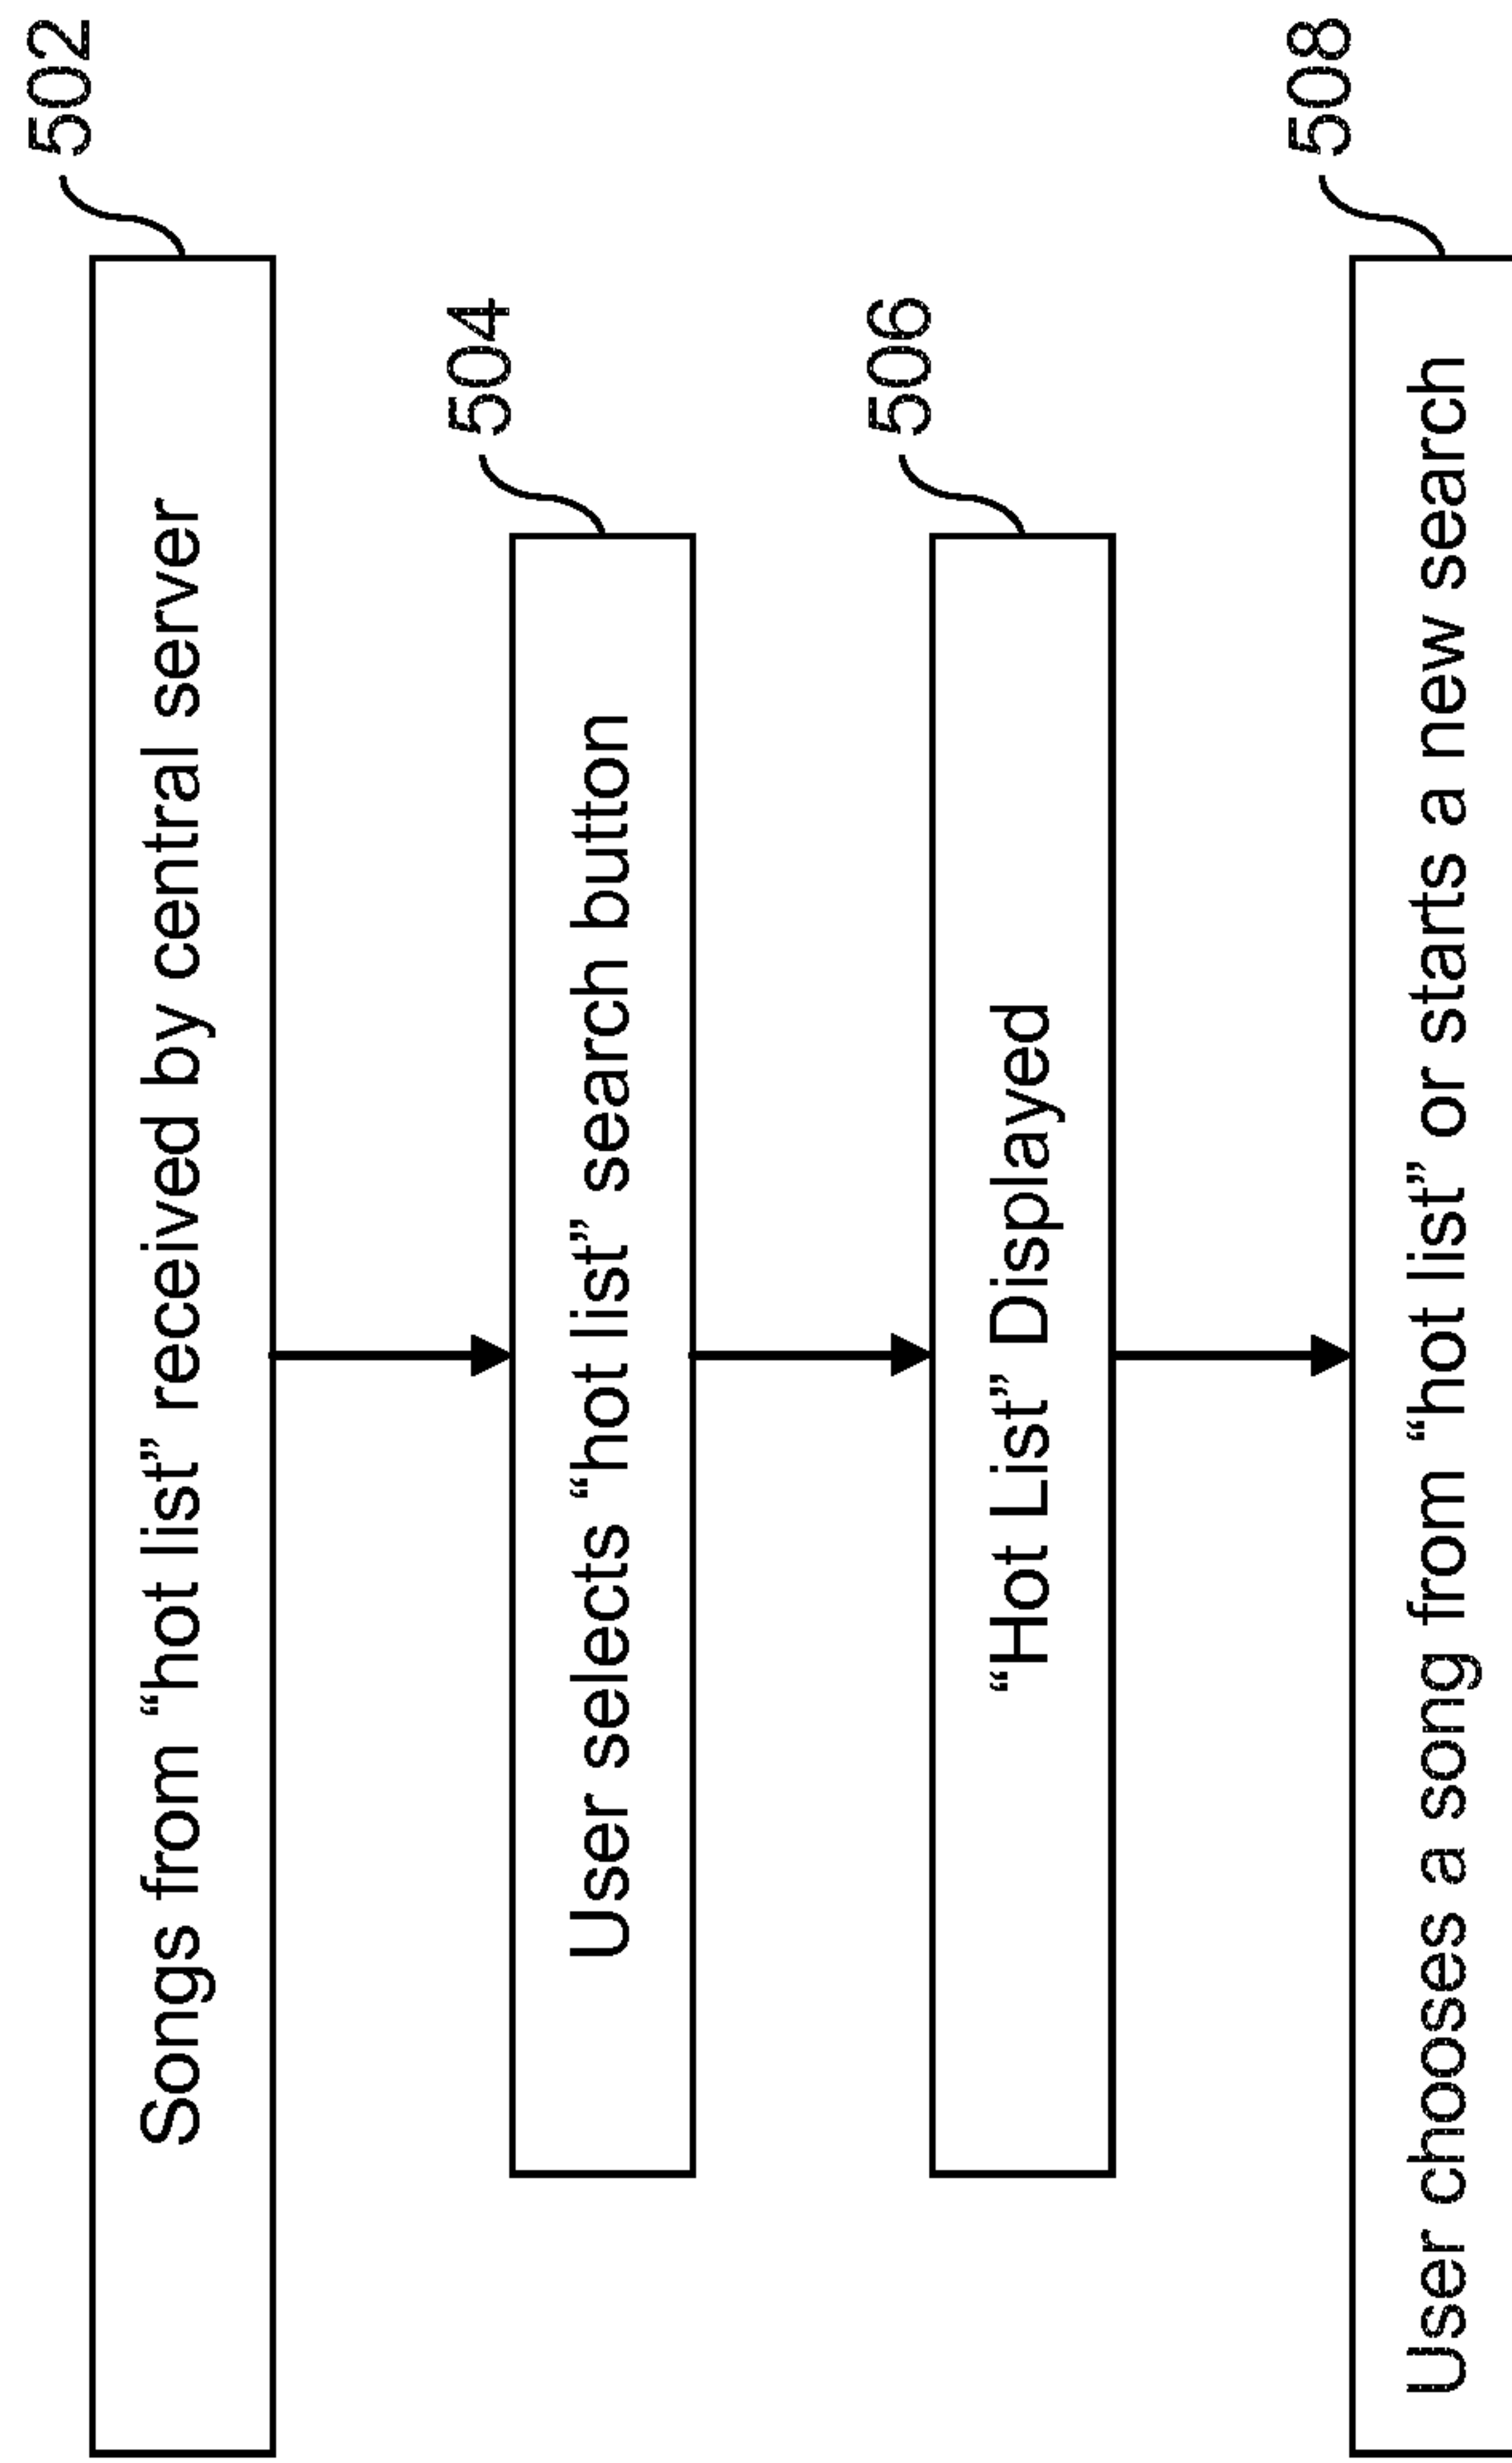 502
Songs from “hot list” received by central server
504
User selects “hot list” search button
506
“Hot List” Displayed
508
User chooses a song from “hot list” or starts a new search